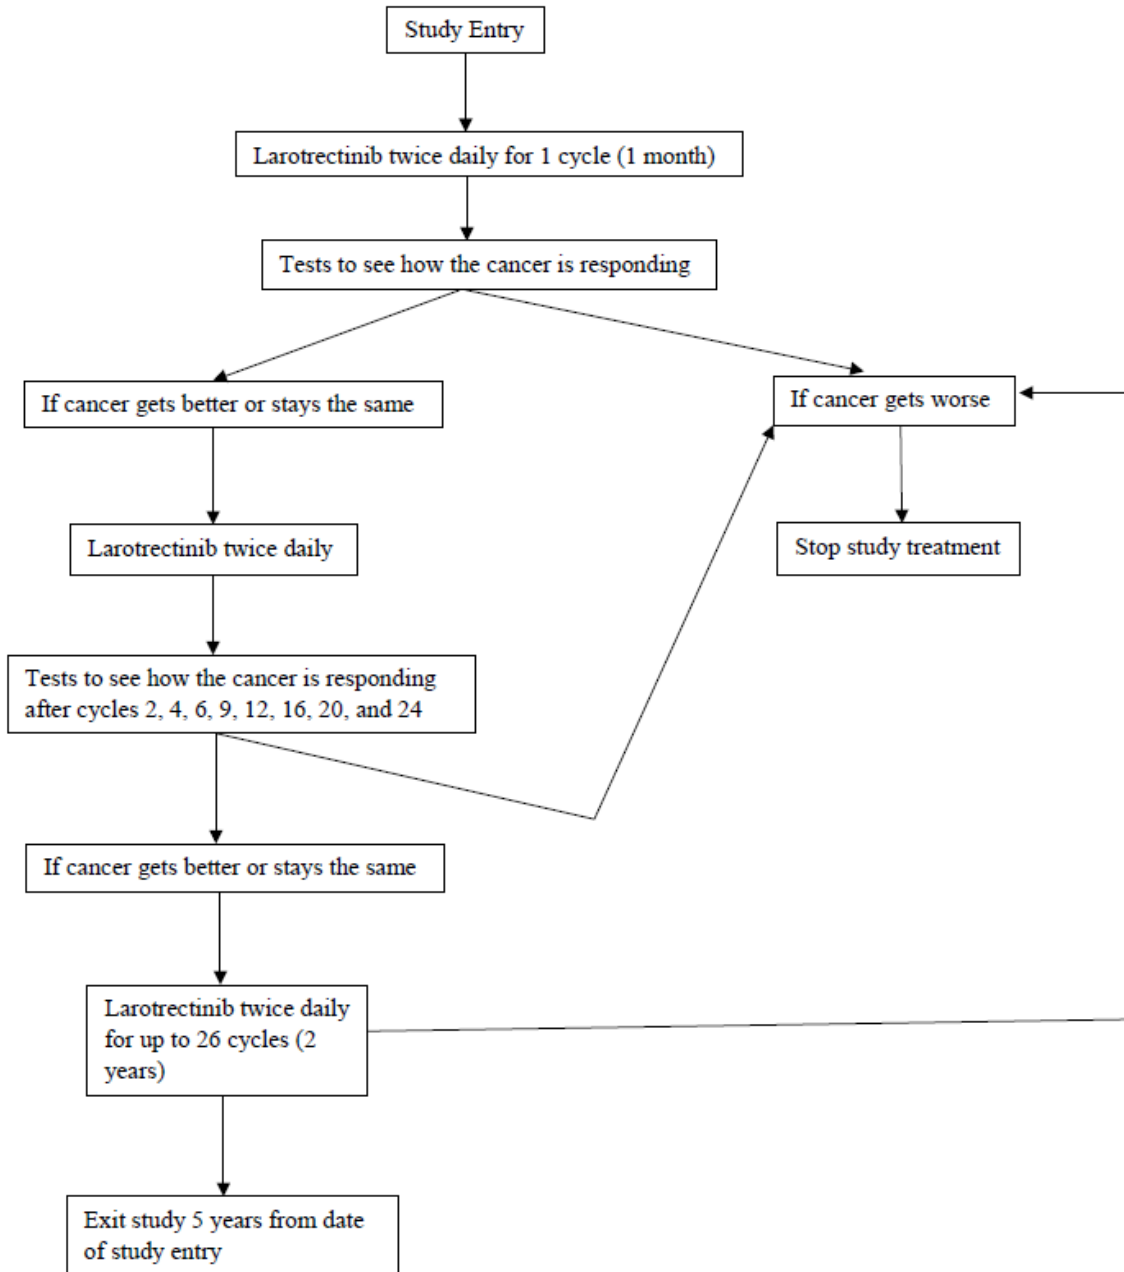 Study Entry
Larotrectinib twice daily for 1 cycle (1 month)
Tests to see how the cancer is responding
If cancer gets better or stays the same
If cancer gets worse
Larotrectinib twice daily
Stop study treatment
Tests to see how the cancer is responding
after cycles 2, 4, 6, 9, 12, 16, 20, and 24
If cancer gets better or stays the same
Larotrectinib twice daily
for up to 26 cycles (2
years)
Exit study 5 years from date
of study entry